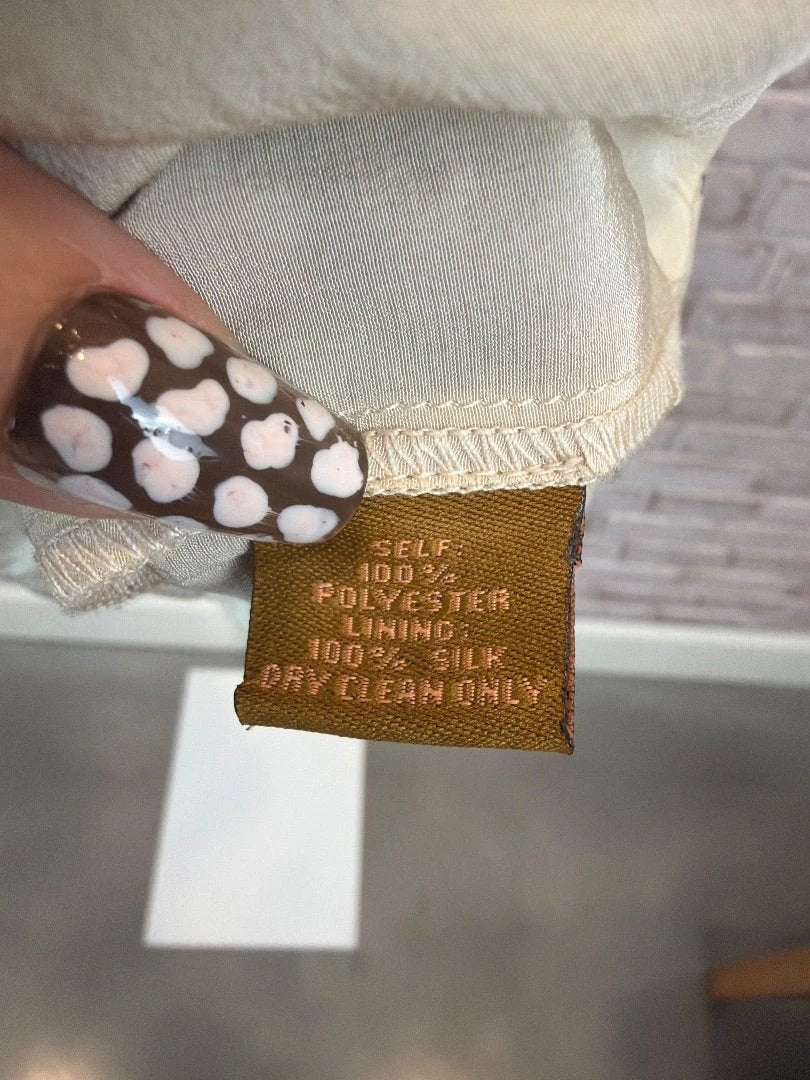 SELF:
100%
POLYESTER
LINING:
100% SILK
DRY CLEAN ONLY